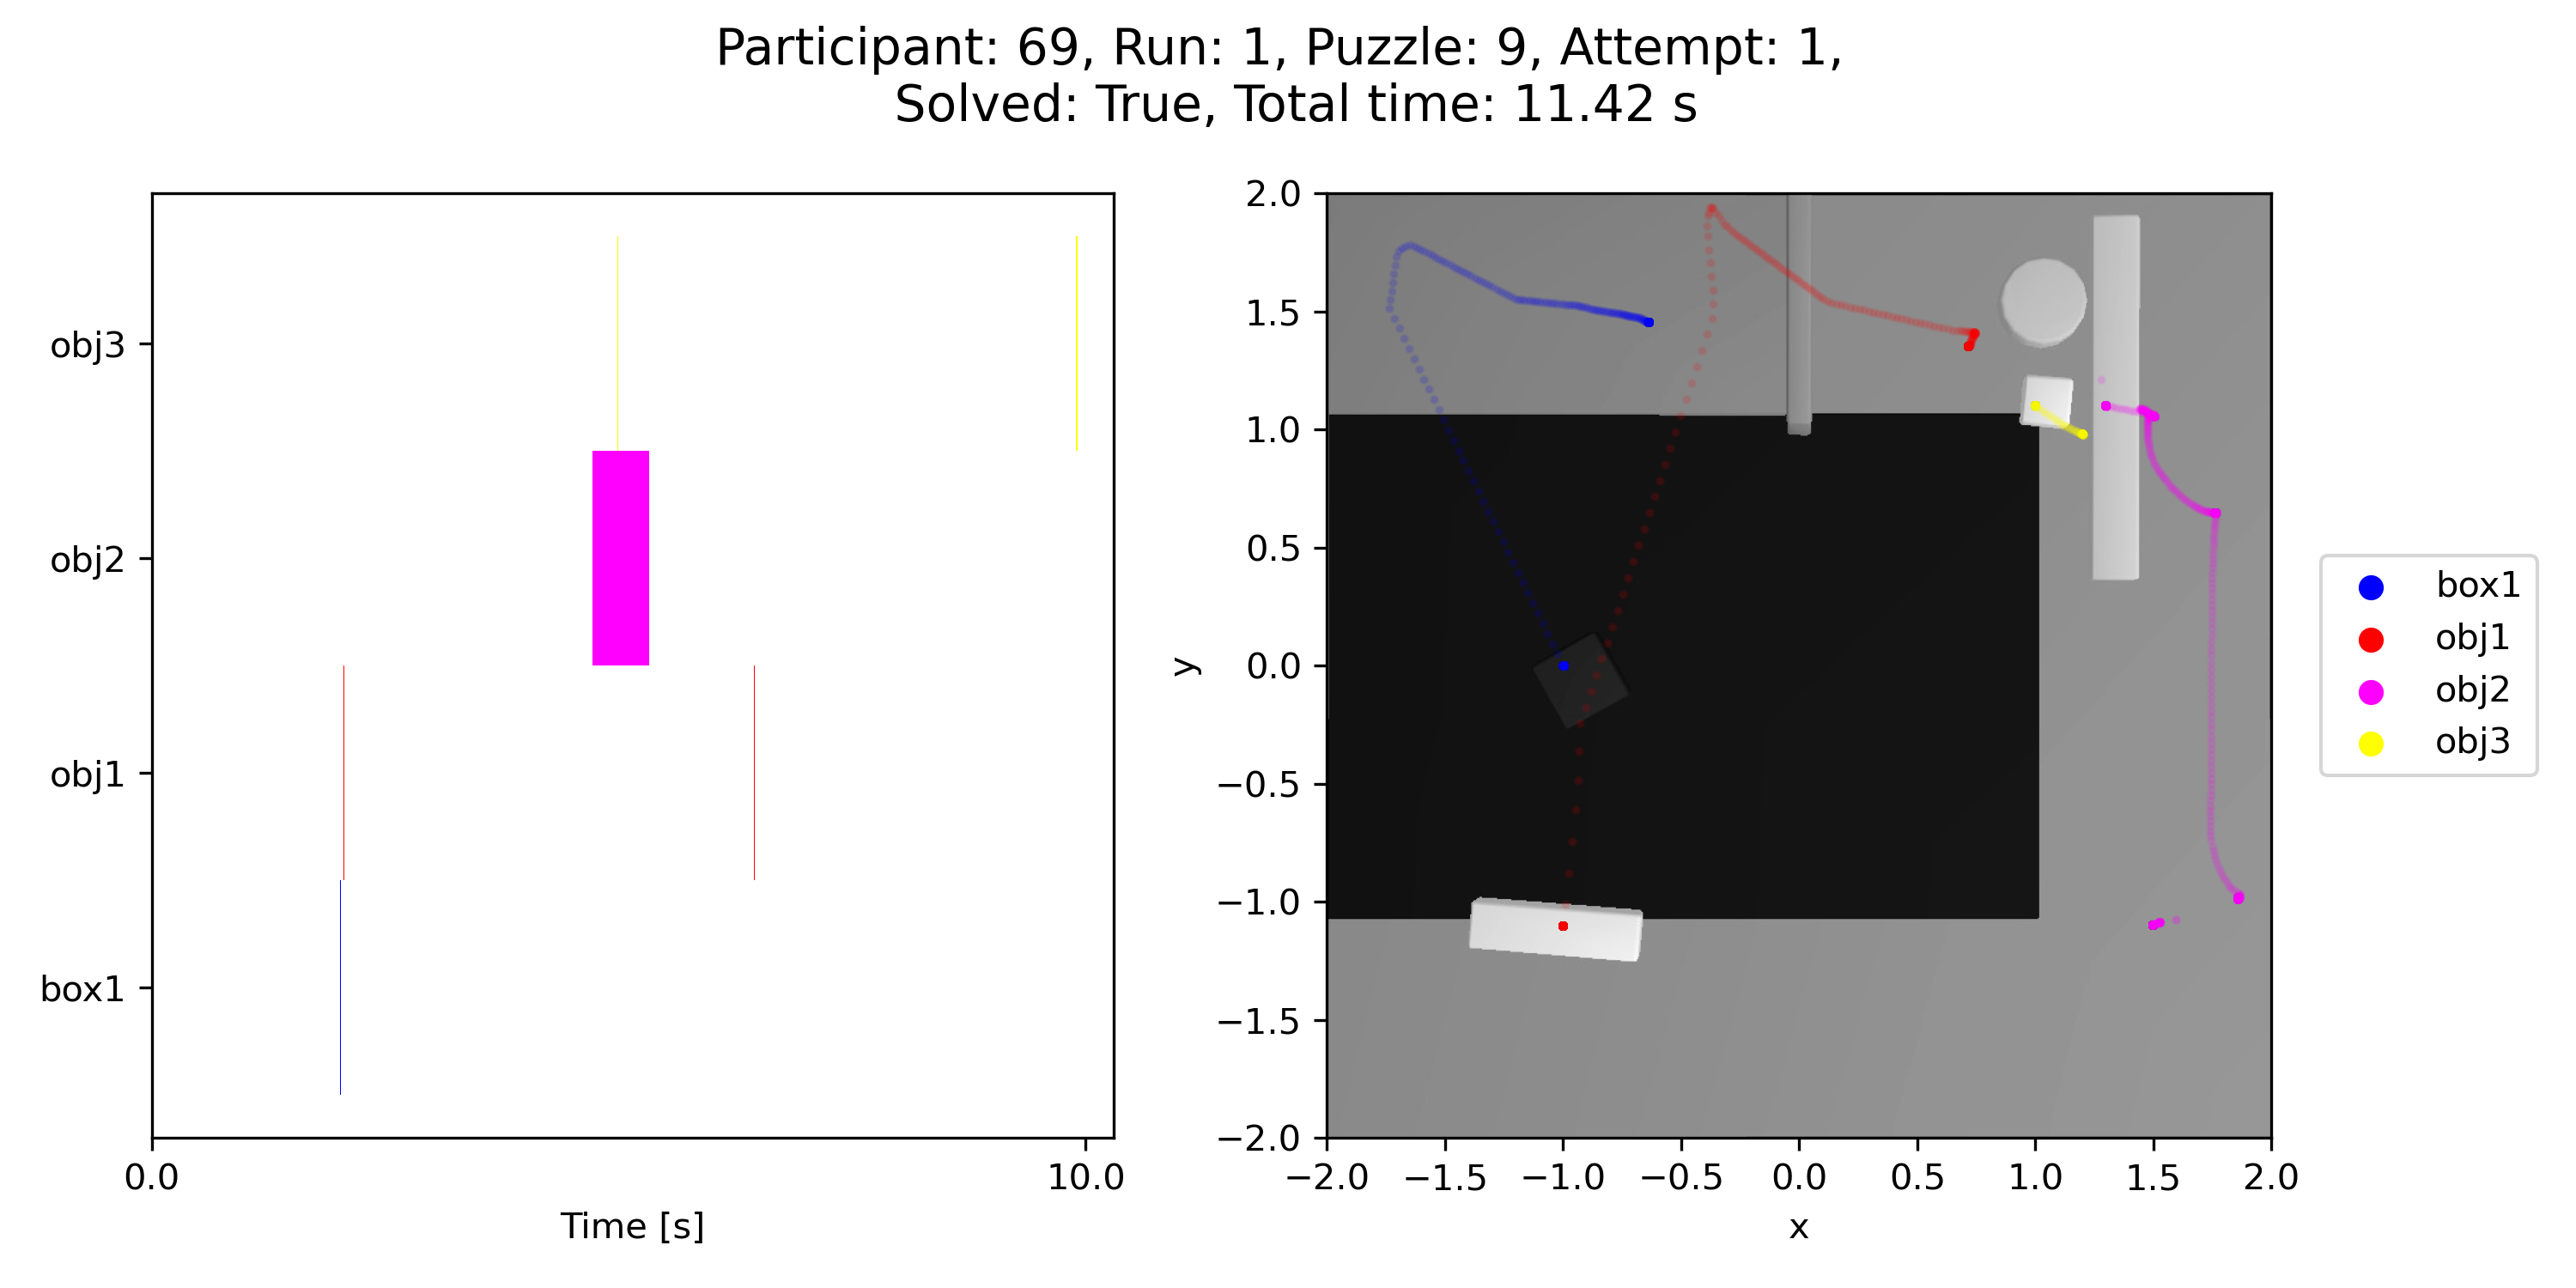 Participant: 69, Run: 1, Puzzle: 9, Attempt: 1,
Solved: True, Total time: 11.42 s
obj3
obj2
obj1
box1
0.0
10.0
Time [s]
2.0
1.5
1.0
0.5
0.0
−0.5
−1.0
−1.5
−2.0
y
−2.0
−1.5
−1.0
−0.5
0.0
0.5
1.0
1.5
2.0
x
box1
obj1
obj2
obj3